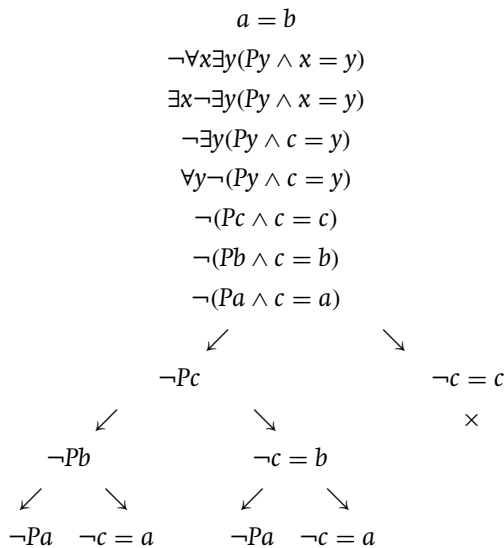 a = b
¬∀x∃y(Py ∧ x = y)
∃x¬∃y(Py ∧ x = y)
¬∃y(Py ∧ c = y)
∀y¬(Py ∧ c = y)
¬(Pc ∧ c = c)
¬(Pb ∧ c = b)
¬(Pa ∧ c = a)
↙ ↘
¬Pc ¬c = c
↙ ↘ ×
¬Pb ¬c = b
↙ ↘ ↙ ↘
¬Pa ¬c = a ¬Pa ¬c = a